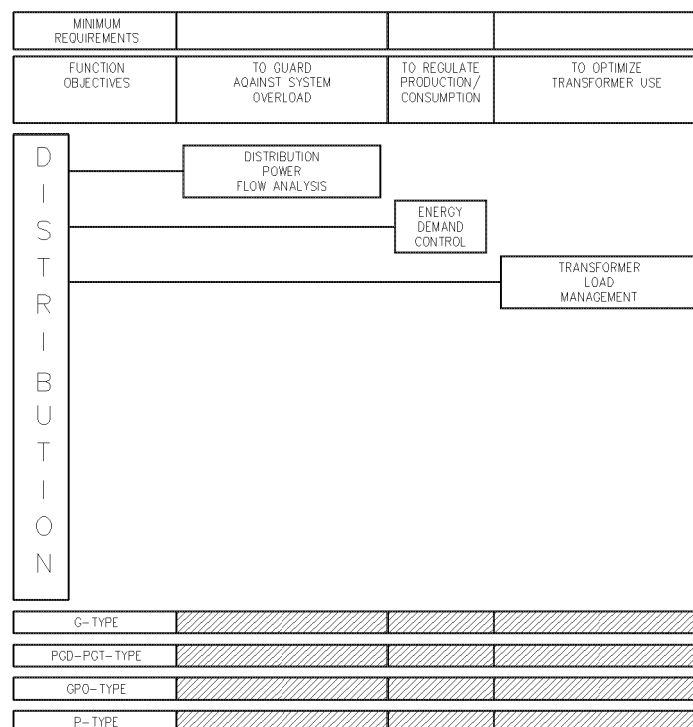 MINIMUM
REQUIREMENTS
FUNCTION
OBJECTIVES
TO GUARD
AQAINST SYSTEM
OVERLOAD
TO REGULATE
PRODUCTION/
CONSUMPTION
TO OPTIMIZE
TRANSFORMER USE
DISTRIBUTION
DISTRIBUTION
POWER
FLOW ANALYSIS
ENERGY
DEMAND
CONTROL
TRANSFORMER
LOAD
MANAGEMENT
G-TYPE
PGD-PGT-TYPE
GPO-TYPE
P-TYPE